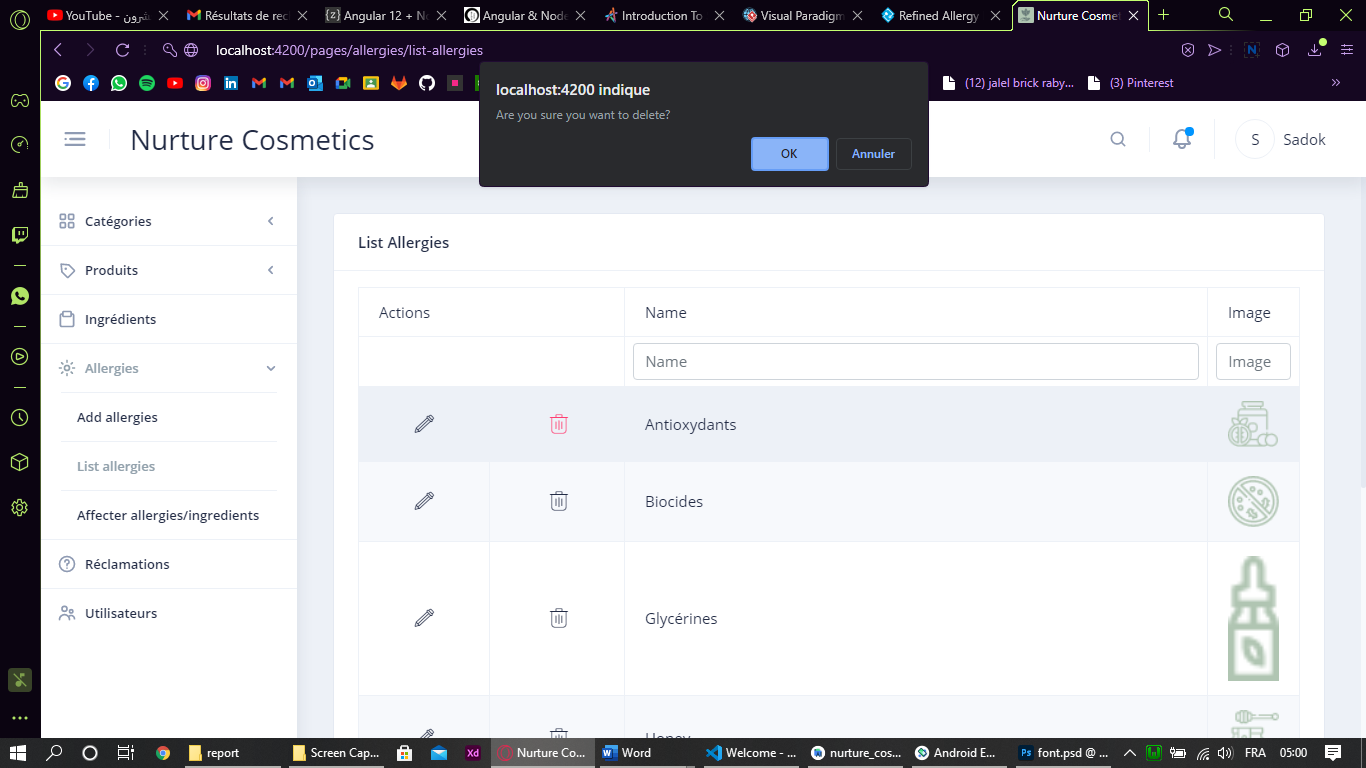 YouTube - شرون
Résultats de rec
Angular 12 + N
Angular & Node
Introduction To
Visual Paradigm
Refined Allergy
Nurture Cosmet
localhost:4200/pages/allergies/list-allergies
(12) jalel brick raby...
(3) Pinterest
»
localhost:4200 indique
Are you sure you want to delete?
OK
Annuler
Nurture Cosmetics
S
Sadok
Catégories
Produits
Ingrédients
Allergies
Add allergies
List allergies
Affecter allergies/ingredients
Réclamations
Utilisateurs
List Allergies
Actions
Name
Image
Name
Image
Antioxydants
Biocides
Glycérines
Honey
report
Screen Cap...
Xd
Nurture Co...
Word
Welcome - ...
nurture_cos...
Android E...
Ps
font.psd @ ...
FRA
05:00